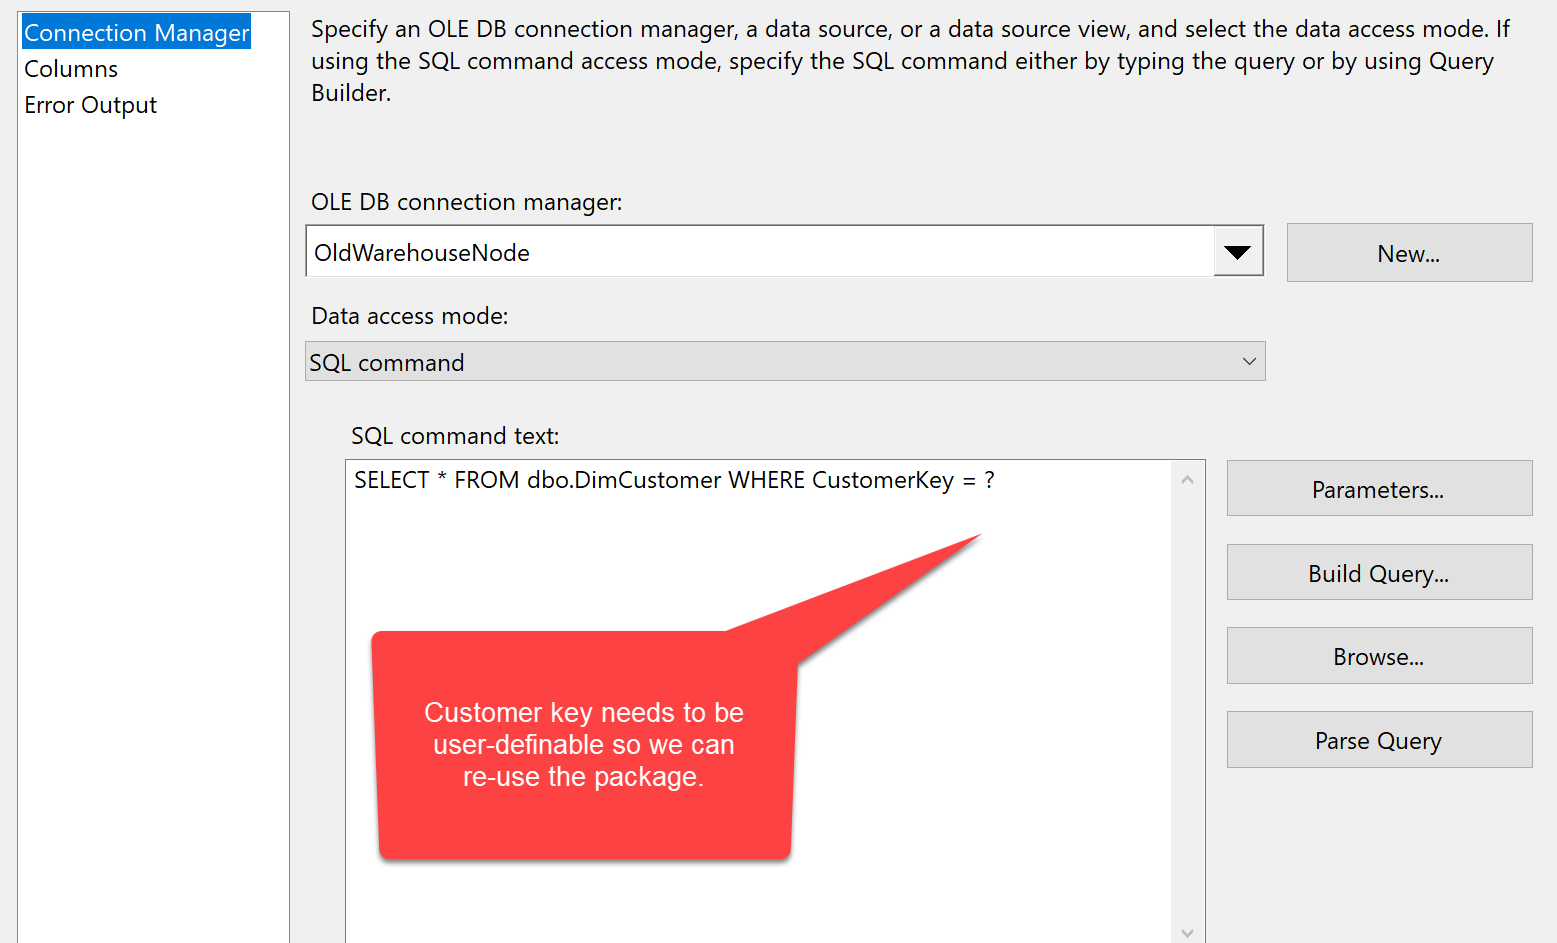 Connection Manager
Columns
Error Output
Specify an OLE DB connection manager, a data source, or a data source view, and select the data access mode. If
using the SQL command access mode, specify the SQL command either by typing the query or by using Query
Builder.
OLE DB connection manager:
OldWarehouseNode
New...
Data access mode:
SQL command
SQL command text:
SELECT * FROM dbo.DimCustomer WHERE CustomerKey = ?
Parameters...
Build Query...
Browse...
Parse Query
Customer key needs to be
user-definable so we can
re-use the package.